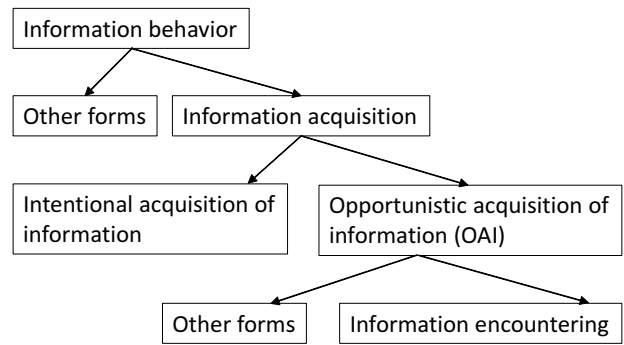 Information behavior
Other forms
Information acquisition
Intentional acquisition of
information
Opportunistic acquisition of
information (OAI)
Other forms
Information encountering